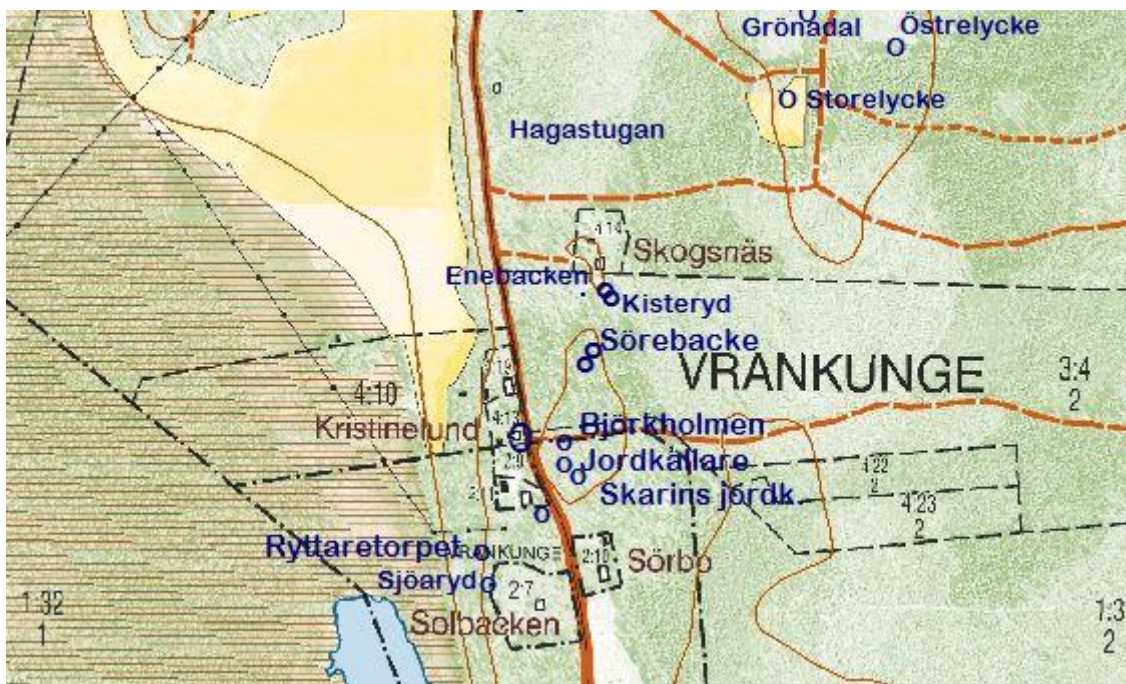 Grönadal
Östrelycke
Storelycke
Hagastugan
4:14
Skogsnäs
Enebacken
Kisteryd
Sörebacke
VRANKUNGE
3:4
2
4:10
4:13
Kristinelund
Björkholmen
2:9
Jordkällare
4:22
2
Skarins jordk.
4:23
2
Ryttaretorpet
VRANKUNGE
2:10
Sörbo
Sjöaryd
2:7
1:32
1
Solbacken
1:3
2